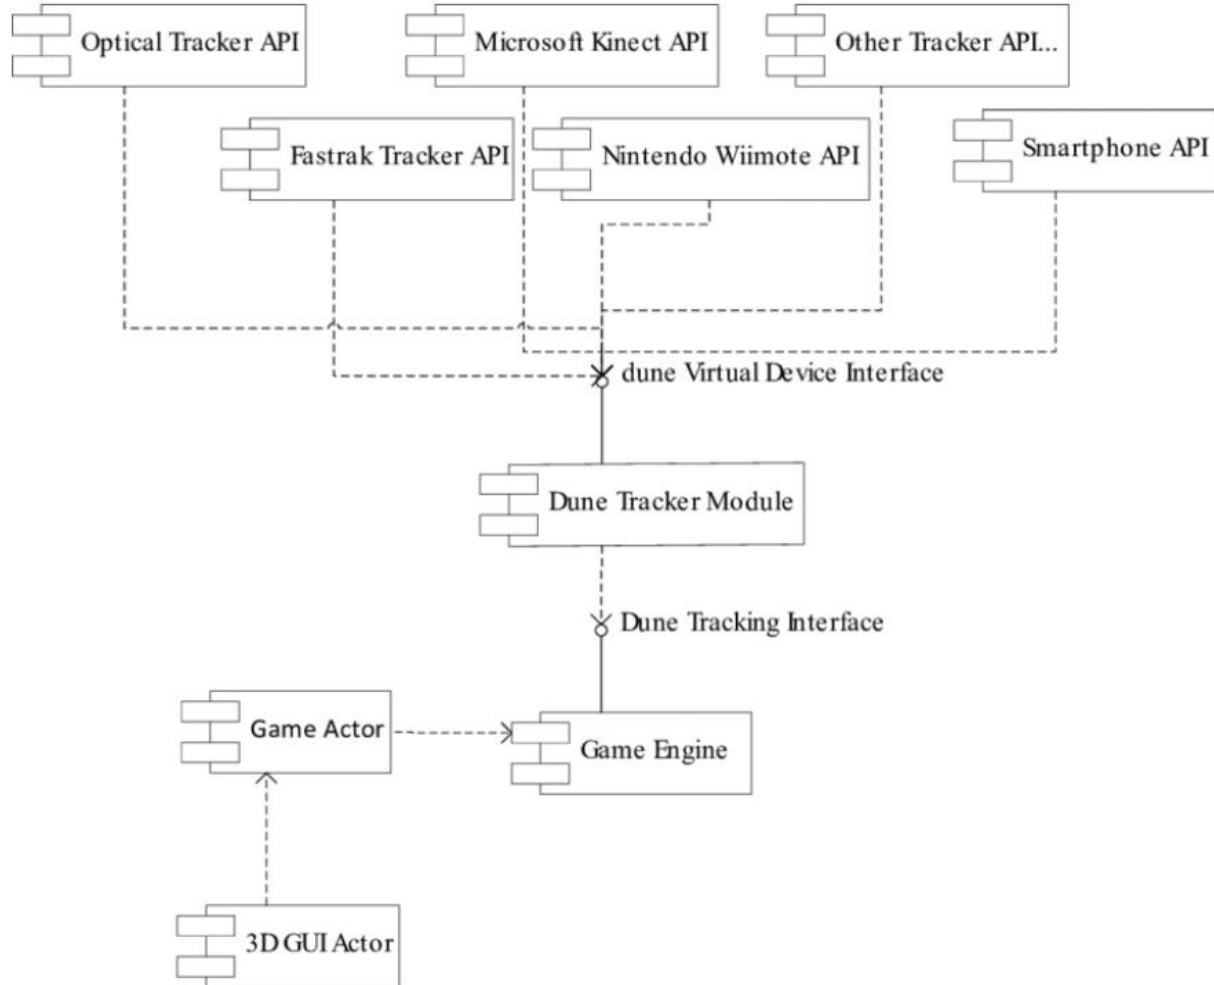 Optical Tracker API
Microsoft Kinect API
Other Tracker API...
Fastrak Tracker API
Nintendo Wiimote API
Smartphone API
dune Virtual Device Interface
Dune Tracker Module
Dune Tracking Interface
Game Actor
Game Engine
3D GUI Actor